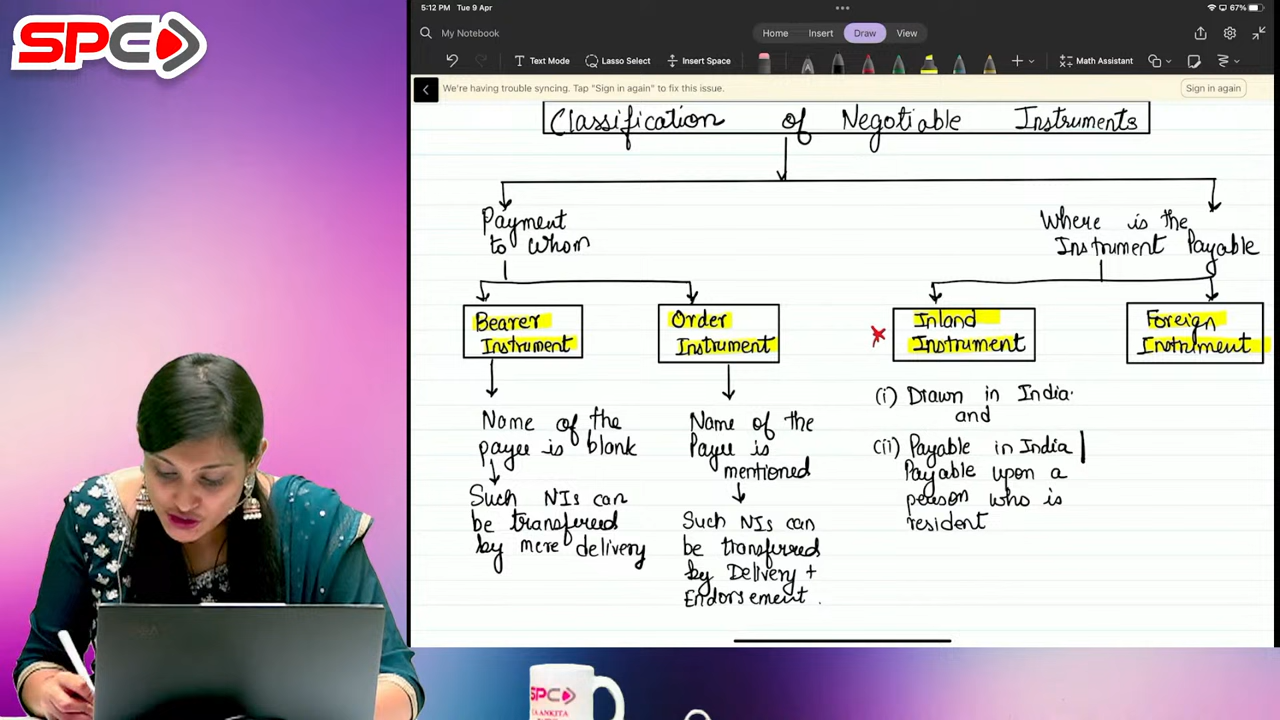 SPC
5:12 PM Tue 9 Apr
67%
My Notebook
Home Insert Draw View
Text Mode Lasso Select Insert Space Math Assistant
We're having trouble syncing. Tap "Sign in again" to fix this issue.
Sign in again
Classification of Negotiable Instruments
Payment
to whom
Where is the
Instrument Payable
Bearer
Instrument
Order
Instrument
Inland
Instrument
Foreign
Instrument
Name of the
payee is blank
Such NIs can
be transferred
by mere delivery
Name of the
Payee is
mentioned
Such NIs can
be transferred
by Delivery +
Endorsement.
(i) Drawn in India.
and
(ii) Payable in India |
Payable upon a
person who is
resident
SPC